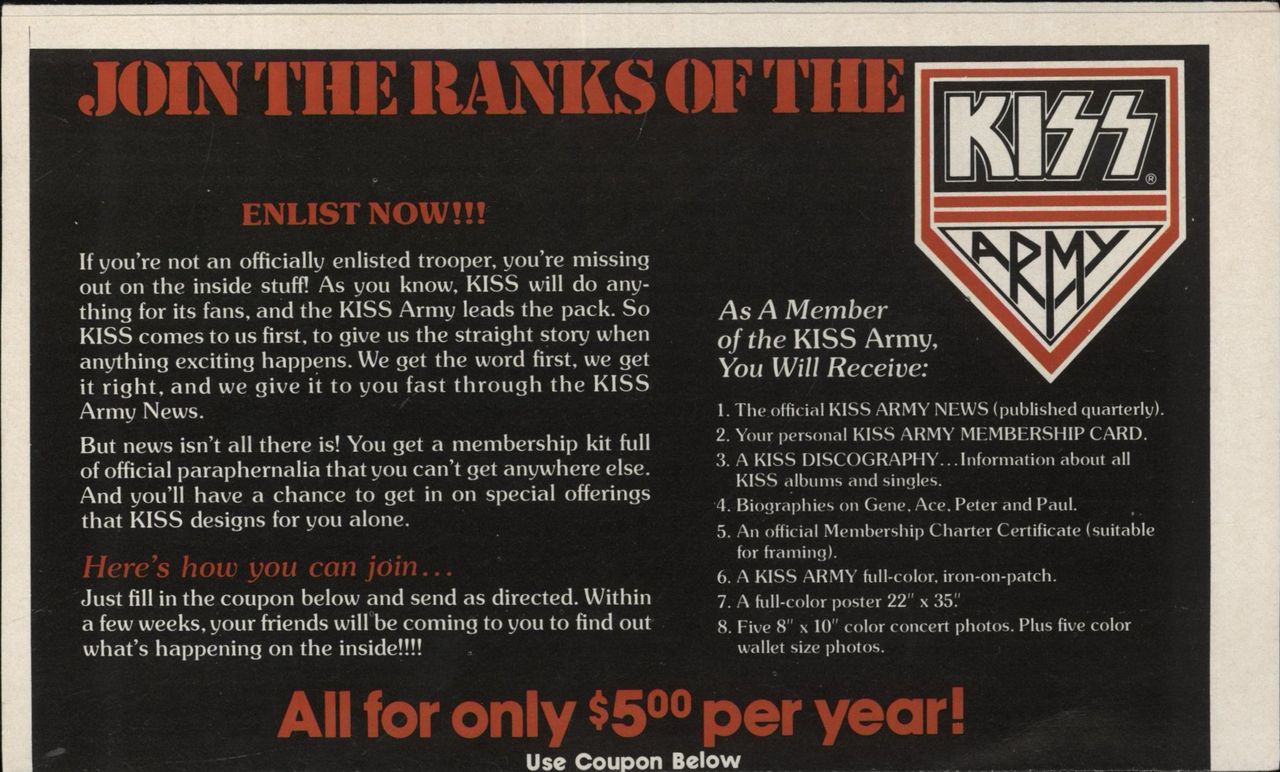 JOIN THE RANKS OF THE
KISS®
ARMY
ENLIST NOW!!!
If you're not an officially enlisted trooper, you're missing
out on the inside stuff! As you know, KISS will do any-
thing for its fans, and the KISS Army leads the pack. So
KISS comes to us first, to give us the straight story when
anything exciting happens. We get the word first, we get
it right, and we give it to you fast through the KISS
Army News.
But news isn't all there is! You get a membership kit full
of official paraphernalia that you can't get anywhere else.
And you'll have a chance to get in on special offerings
that KISS designs for you alone.
Here's how you can join...
Just fill in the coupon below and send as directed. Within
a few weeks, your friends will be coming to you to find out
what's happening on the inside!!!!
As A Member
of the KISS Army,
You Will Receive:
1. The official KISS ARMY NEWS (published quarterly).
2. Your personal KISS ARMY MEMBERSHIP CARD.
3. A KISS DISCOGRAPHY...Information about all
KISS albums and singles.
4. Biographies on Gene, Ace, Peter and Paul.
5. An official Membership Charter Certificate (suitable
for framing).
6. A KISS ARMY full-color, iron-on-patch.
7. A full-color poster 22" x 35."
8. Five 8" x 10" color concert photos. Plus five color
wallet size photos.
All for only $5⁰⁰ per year!
Use Coupon Below